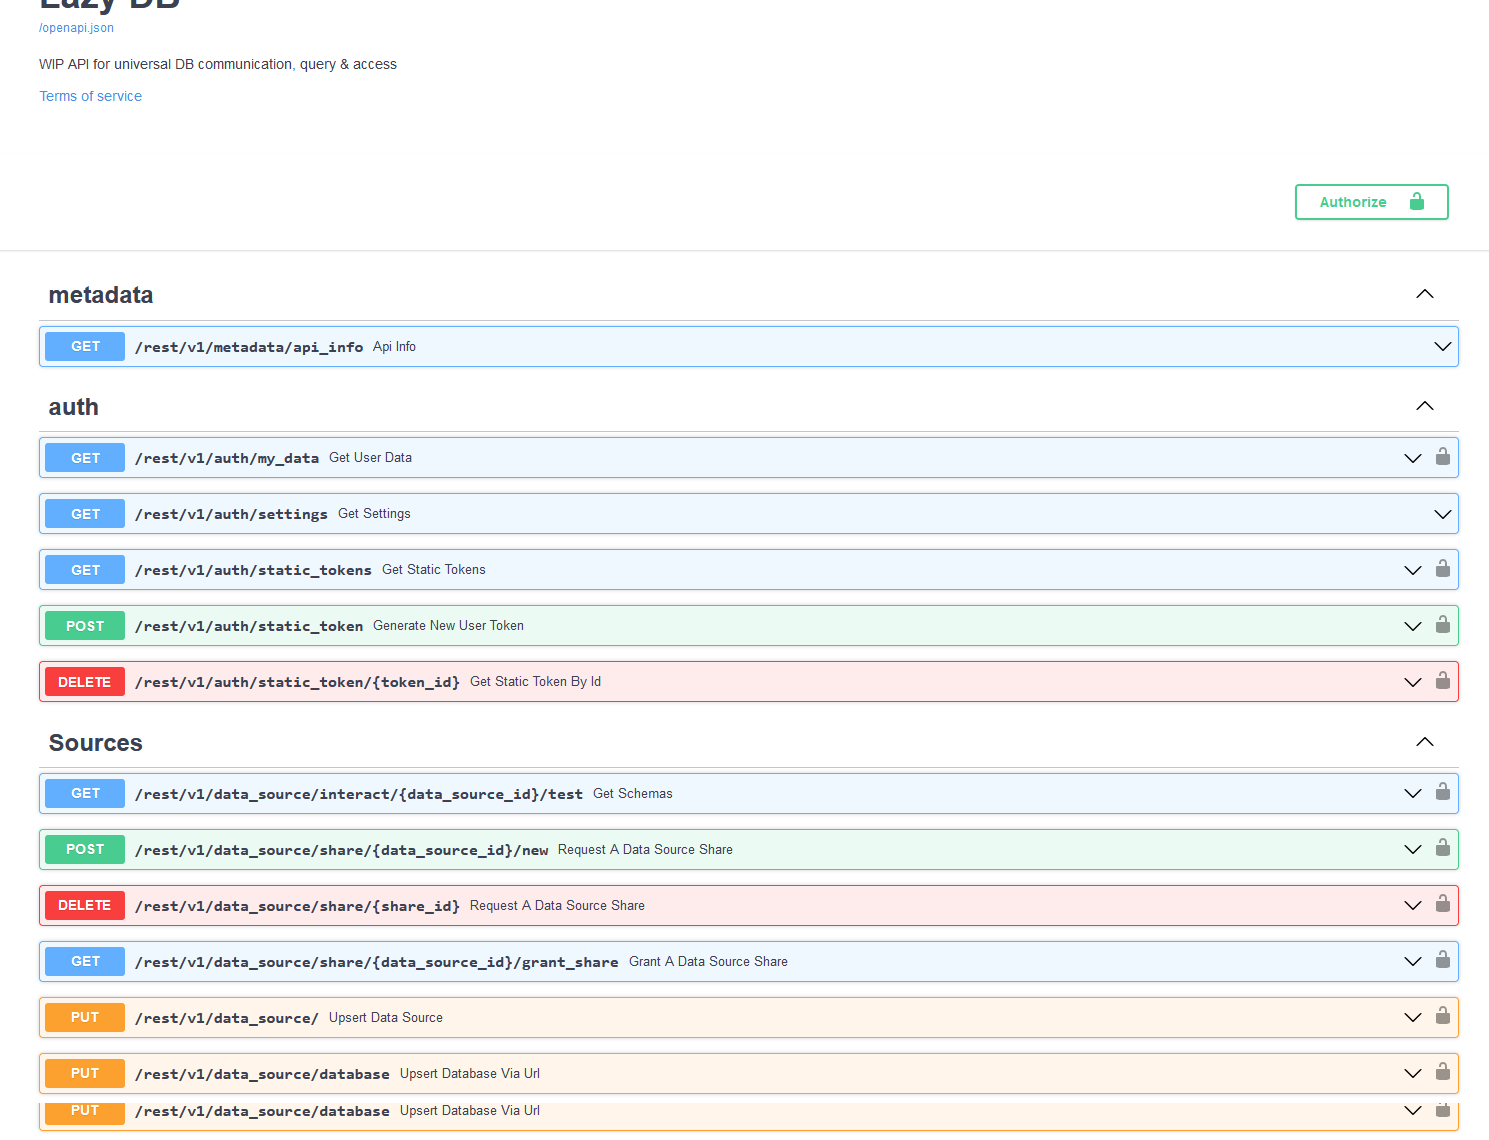 Lazy DB
/openapi.json
WIP API for universal DB communication, query & access
Terms of service
Authorize
metadata
GET /rest/v1/metadata/api_info Api Info
auth
GET /rest/v1/auth/my_data Get User Data
GET /rest/v1/auth/settings Get Settings
GET /rest/v1/auth/static_tokens Get Static Tokens
POST /rest/v1/auth/static_token Generate New User Token
DELETE /rest/v1/auth/static_token/{token_id} Get Static Token By Id
Sources
GET /rest/v1/data_source/interact/{data_source_id}/test Get Schemas
POST /rest/v1/data_source/share/{data_source_id}/new Request A Data Source Share
DELETE /rest/v1/data_source/share/{share_id} Request A Data Source Share
GET /rest/v1/data_source/share/{data_source_id}/grant_share Grant A Data Source Share
PUT /rest/v1/data_source/ Upsert Data Source
PUT /rest/v1/data_source/database Upsert Database Via Url
PUT /rest/v1/data_source/database Upsert Database Via Url